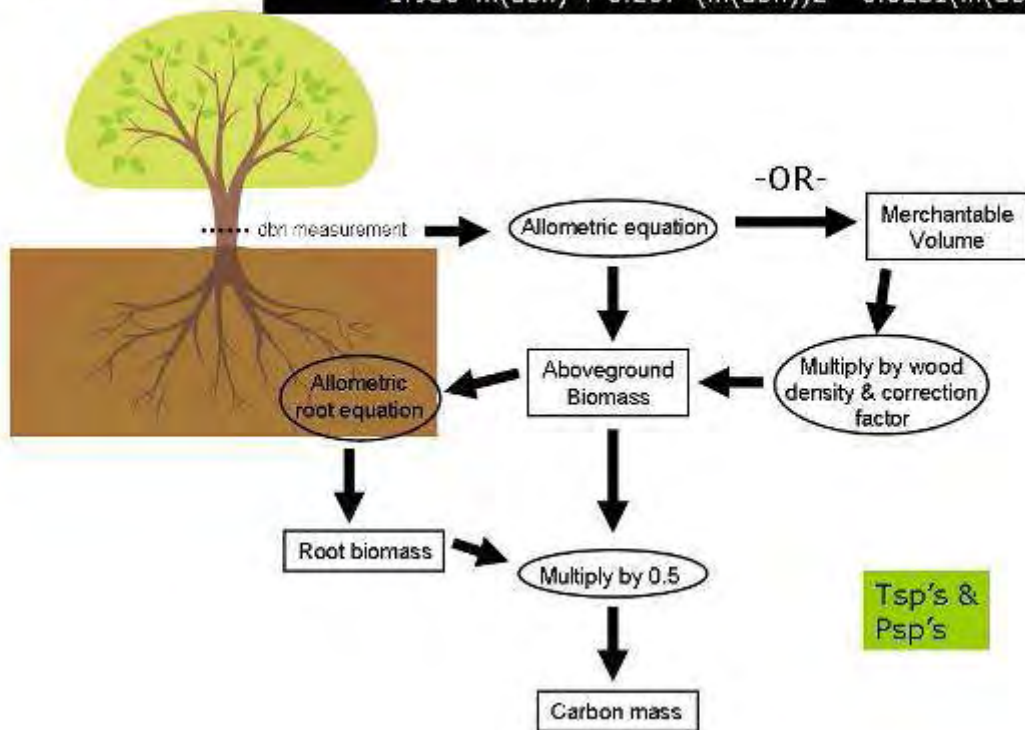 -OR-
dbh measurement
Allometric equation
Merchantable
Volume
Multiply by wood
density & correction
factor
Aboveground
Biomass
Allometric
root equation
Root biomass
Multiply by 0.5
Tsp's &
Psp's
Carbon mass